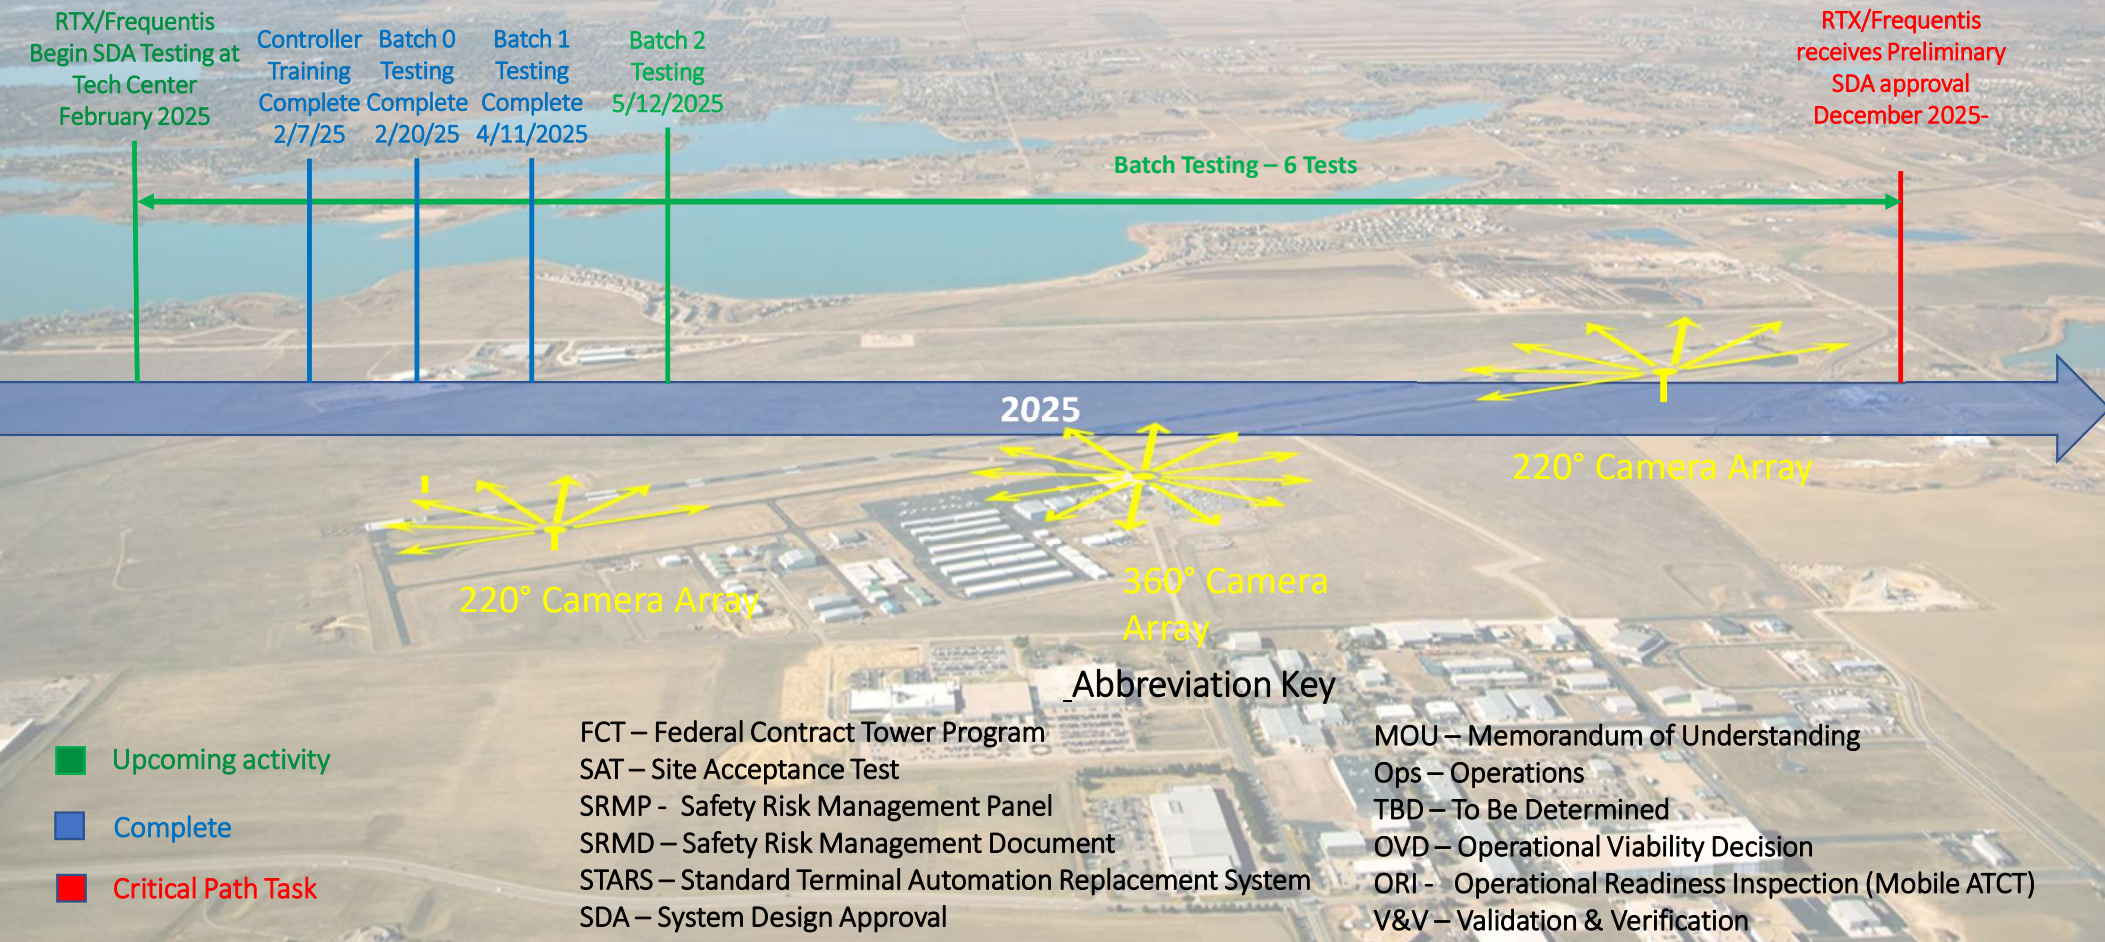 RTX/Frequentis
Begin SDA Testing at
Tech Center
February 2025
Controller
Training
Complete
2/7/25
Batch 0
Testing
Complete
2/20/25
Batch 1
Testing
Complete
4/11/2025
Batch 2
Testing
5/12/2025
RTX/Frequentis
receives Preliminary
SDA approval
December 2025-
Batch Testing – 6 Tests
2025
220° Camera Array
220° Camera Array
360° Camera
Array
Abbreviation Key
Upcoming activity
Complete
Critical Path Task
FCT – Federal Contract Tower Program
SAT – Site Acceptance Test
SRMP - Safety Risk Management Panel
SRMD – Safety Risk Management Document
STARS – Standard Terminal Automation Replacement System
SDA – System Design Approval
MOU – Memorandum of Understanding
Ops – Operations
TBD – To Be Determined
OVD – Operational Viability Decision
ORI - Operational Readiness Inspection (Mobile ATCT)
V&V – Validation & Verification